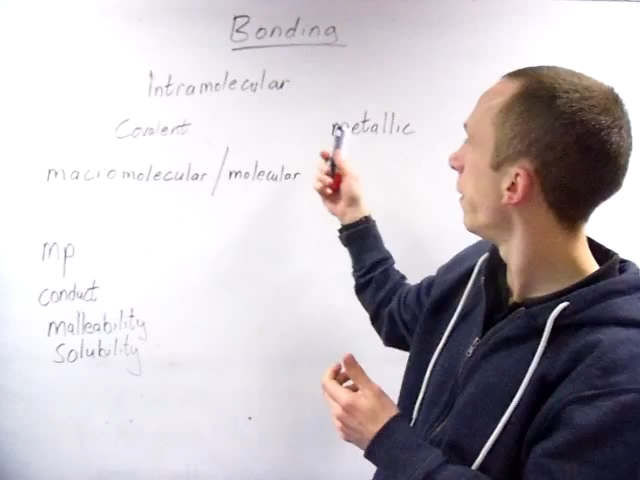 Bonding
Intramolecular
Covalent metallic
macromolecular/molecular
mp
conduct
malleability
solubility